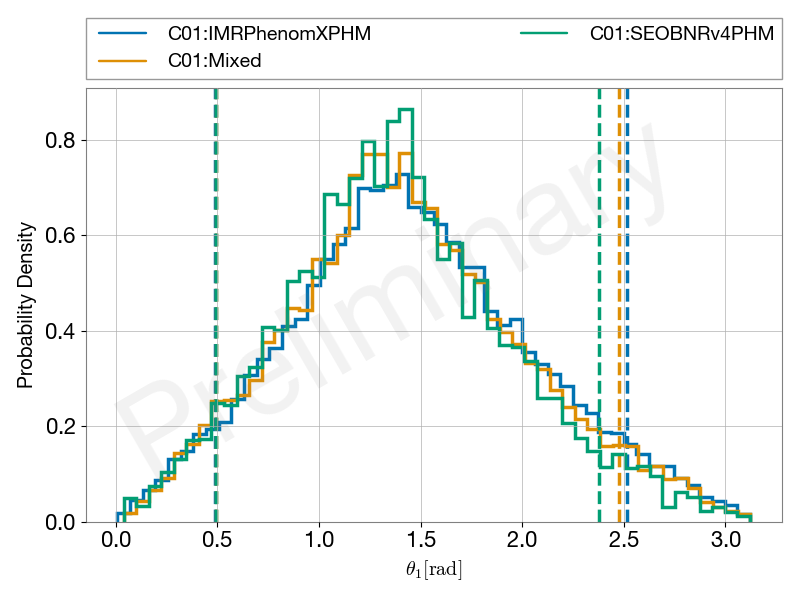 C01:IMRPhenomXPHM
C01:Mixed
C01:SEOBNRv4PHM
Preliminary
Probability Density
0.8
0.6
0.4
0.2
0.0
0.0 0.5 1.0 1.5 2.0 2.5 3.0
θ₁[rad]